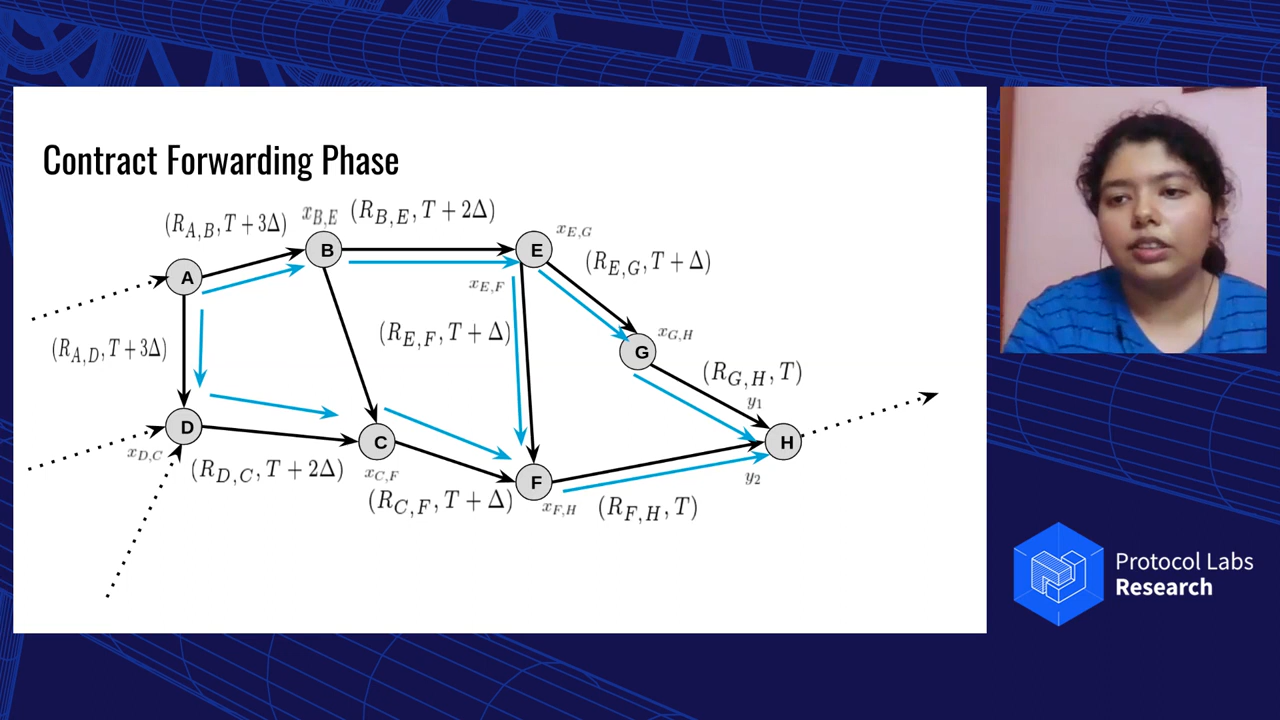 Contract Forwarding Phase
(R_{A,B}, T + 3Δ)
x_{B,E}
(R_{B,E}, T + 2Δ)
x_{E,G}
(R_{E,G}, T + Δ)
A
B
E
x_{E,F}
(R_{A,D}, T + 3Δ)
(R_{E,F}, T + Δ)
x_{G,H}
G
(R_{G,H}, T)
y_1
D
C
H
x_{D,C}
(R_{D,C}, T + 2Δ)
x_{C,F}
(R_{C,F}, T + Δ)
F
x_{F,H}
(R_{F,H}, T)
y_2
Protocol Labs
Research